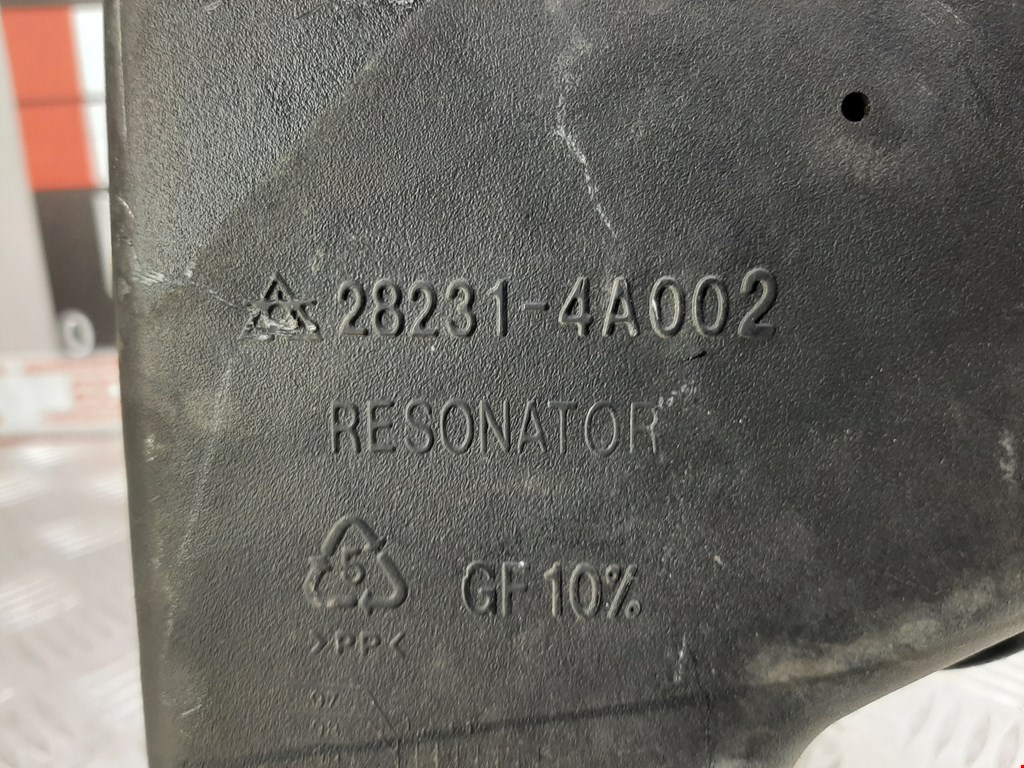 28231-4A002
RESONATOR
5 GF 10%
>PP<